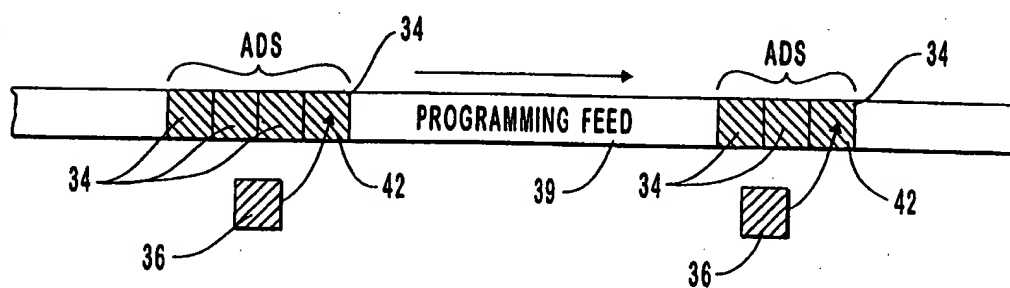 ADS 34 ADS 34
PROGRAMMING FEED
34 42 39 34 42
36 36